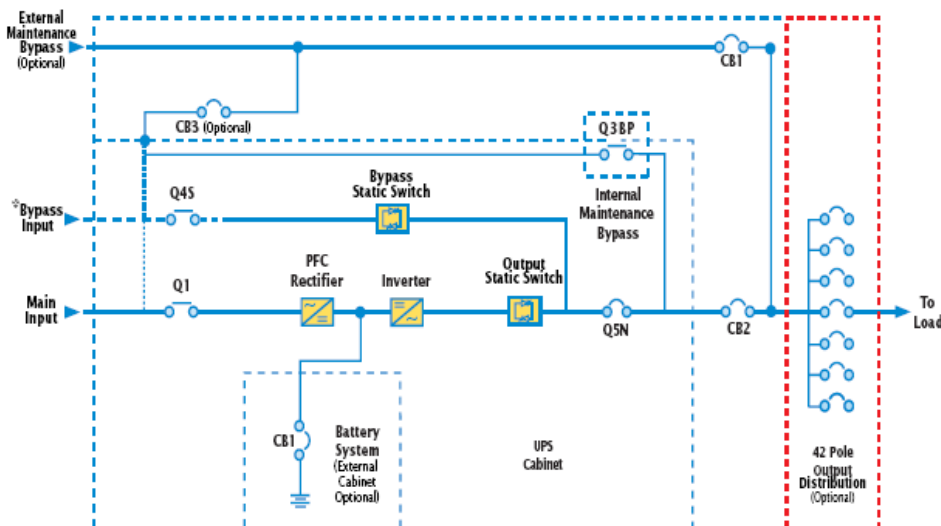 External
Maintenance
Bypass
(Optional)
CB1
CB3 (Optional)
Q3BP
Internal
Maintenance
Bypass
Bypass
Static Switch
Q4S
*Bypass
Input
PFC
Rectifier
Inverter
Output
Static Switch
Q1
Main
Input
Q5N
CB2
To
Load
CB1
Battery
System
(External
Cabinet
Optional)
UPS
Cabinet
42 Pole
Output
Distribution
(Optional)